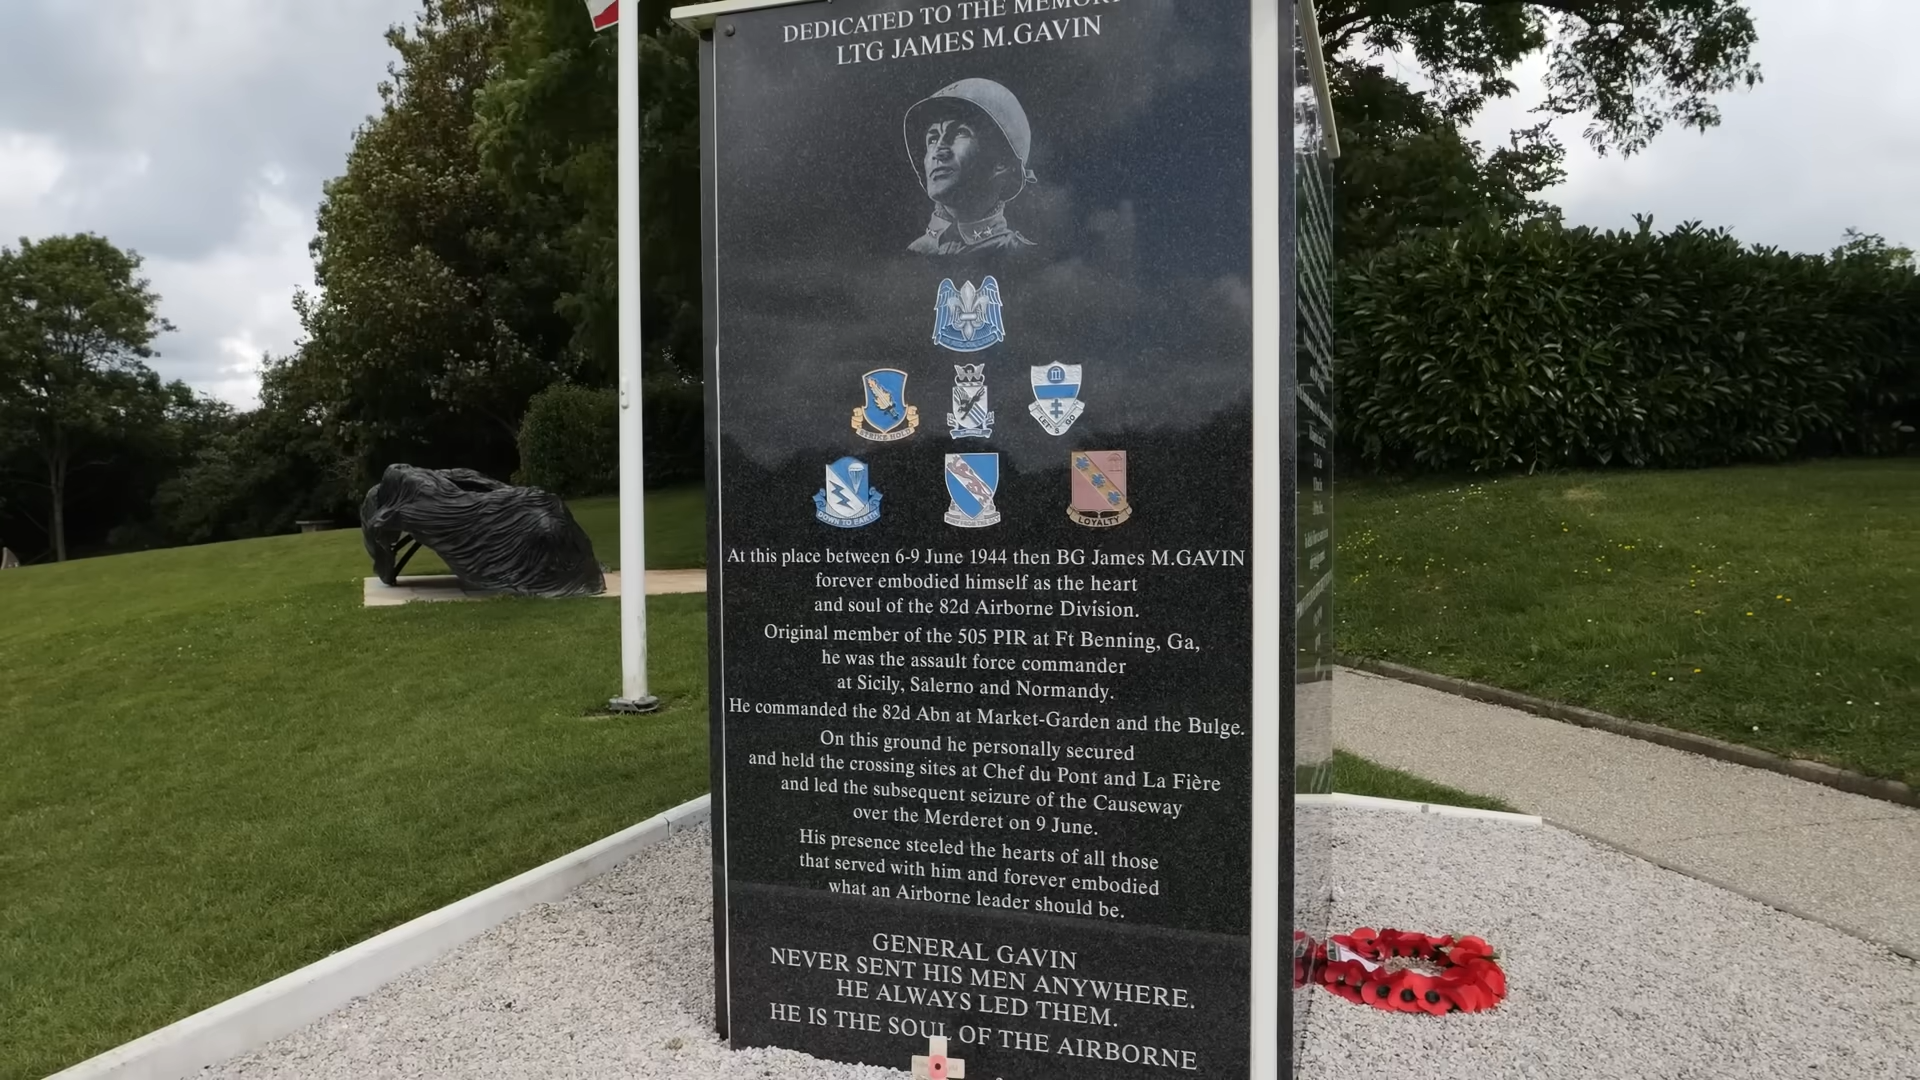 DEDICATED TO THE MEMORY
LTG JAMES M.GAVIN
STRIKE HOLD
LET'S GO
DOWN TO EARTH
LOYALTY
At this place between 6-9 June 1944 then BG James M.GAVIN
forever embodied himself as the heart
and soul of the 82d Airborne Division.
Original member of the 505 PIR at Ft Benning, Ga,
he was the assault force commander
at Sicily, Salerno and Normandy.
He commanded the 82d Abn at Market-Garden and the Bulge.
On this ground he personally secured
and held the crossing sites at Chef du Pont and La Fière
and led the subsequent seizure of the Causeway
over the Merderet on 9 June.
His presence steeled the hearts of all those
that served with him and forever embodied
what an Airborne leader should be.
GENERAL GAVIN
NEVER SENT HIS MEN ANYWHERE.
HE ALWAYS LED THEM.
HE IS THE SOUL OF THE AIRBORNE